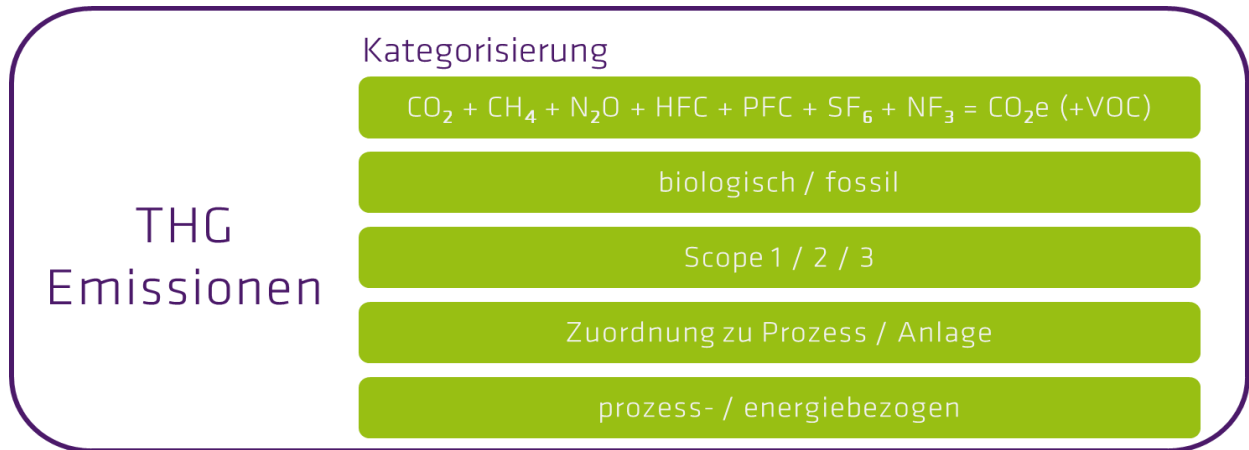 Kategorisierung
CO₂ + CH₄ + N₂O + HFC + PFC + SF₆ + NF₃ = CO₂e (+VOC)
biologisch / fossil
THG
Emissionen
Scope 1 / 2 / 3
Zuordnung zu Prozess / Anlage
prozess- / energiebezogen